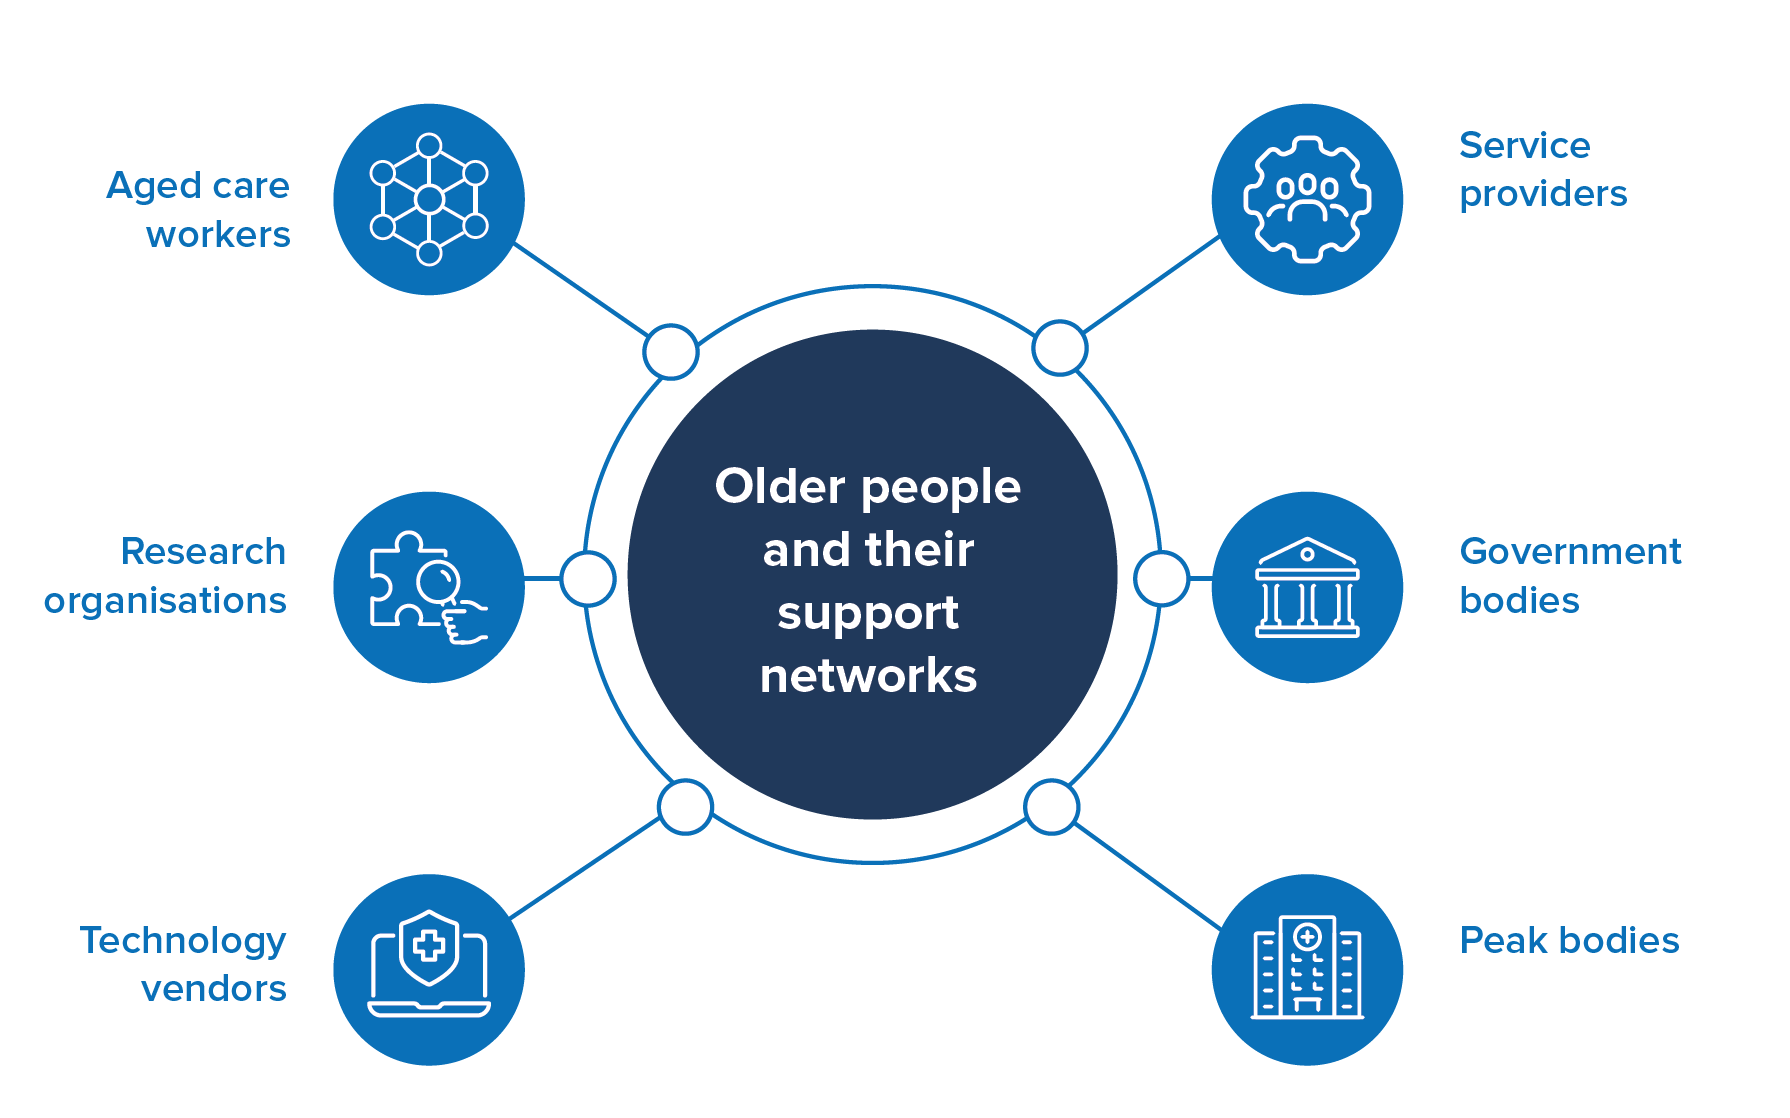 Aged care
workers
Service
providers
Older people
and their
support
networks
Research
organisations
Government
bodies
Technology
vendors
Peak bodies